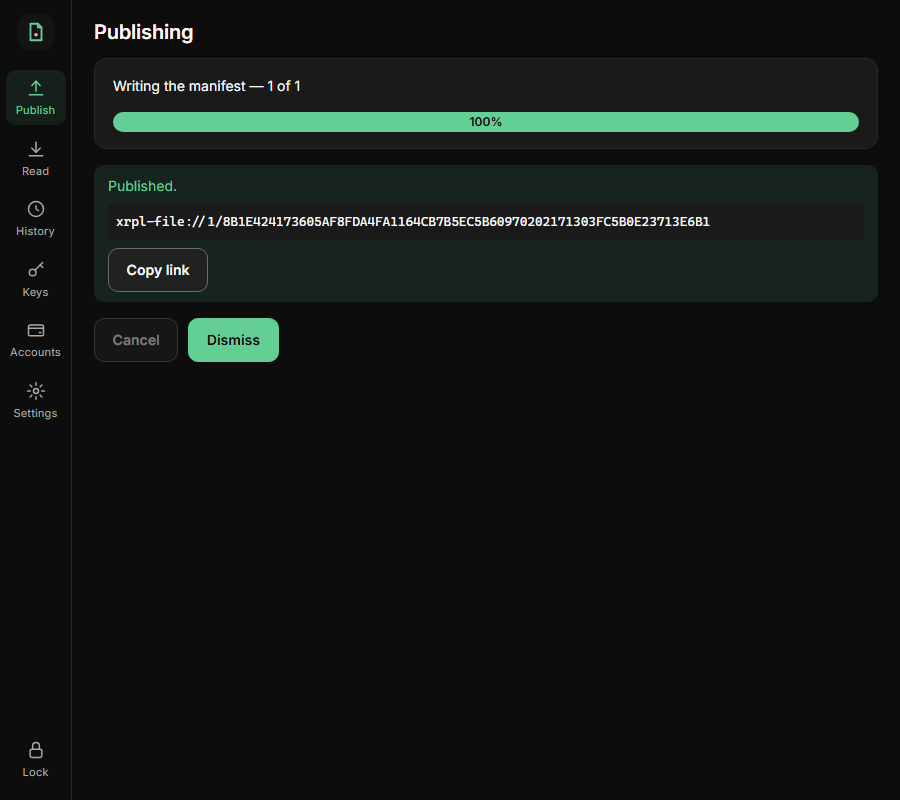 Publishing
Writing the manifest — 1 of 1
100%
Published.
xrpl-file://1/8B1E424173605AF8FDA4FA1164CB7B5EC5B60970202171303FC5B0E23713E6B1
Copy link
Cancel
Dismiss
Publish
Read
History
Keys
Accounts
Settings
Lock